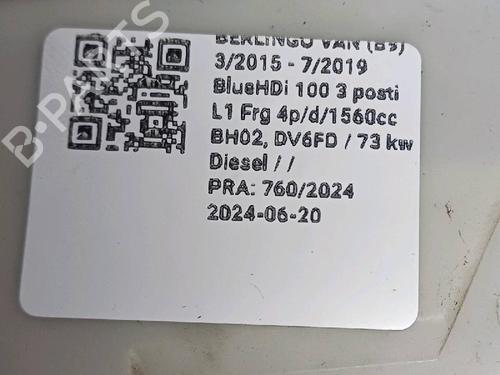 BERLINGO VAN (B9)
3/2015 - 7/2019
BlueHDi 100 3 posti
L1 Frg 4p/d/1560cc
BH02, DV6FD / 73 kw
Diesel / /
PRA: 760/2024
2024-06-20
B-PARTS